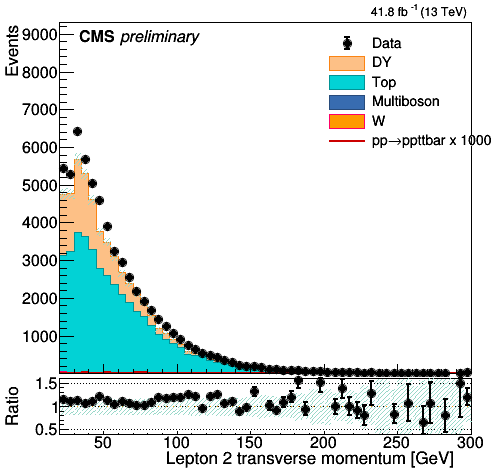 41.8 fb⁻¹ (13 TeV)
CMS preliminary
Events
9000
8000
7000
6000
5000
4000
3000
2000
1000
Data
DY
Top
Multiboson
W
pp→ppttbar x 1000
Ratio
1.5
1
0.5
50 100 150 200 250 300
Lepton 2 transverse momentum [GeV]